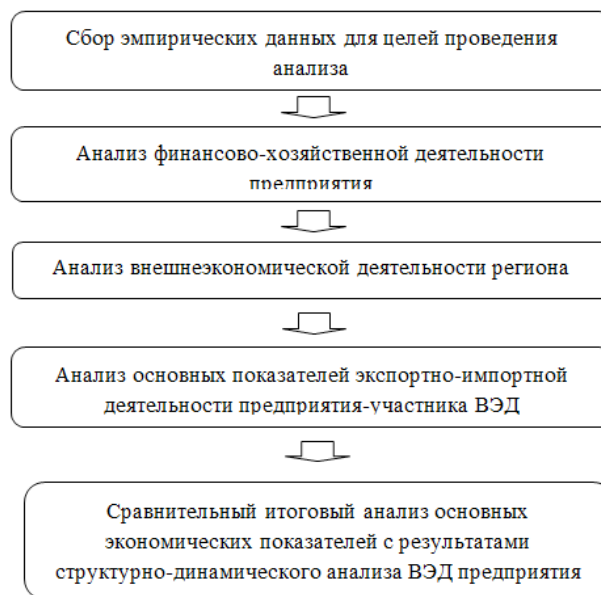 Сбор эмпирических данных для целей проведения
анализа
Анализ финансово-хозяйственной деятельности
предприятия
Анализ внешнеэкономической деятельности региона
Анализ основных показателей экспортно-импортной
деятельности предприятия-участника ВЭД
Сравнительный итоговый анализ основных
экономических показателей с результатами
структурно-динамического анализа ВЭД предприятия